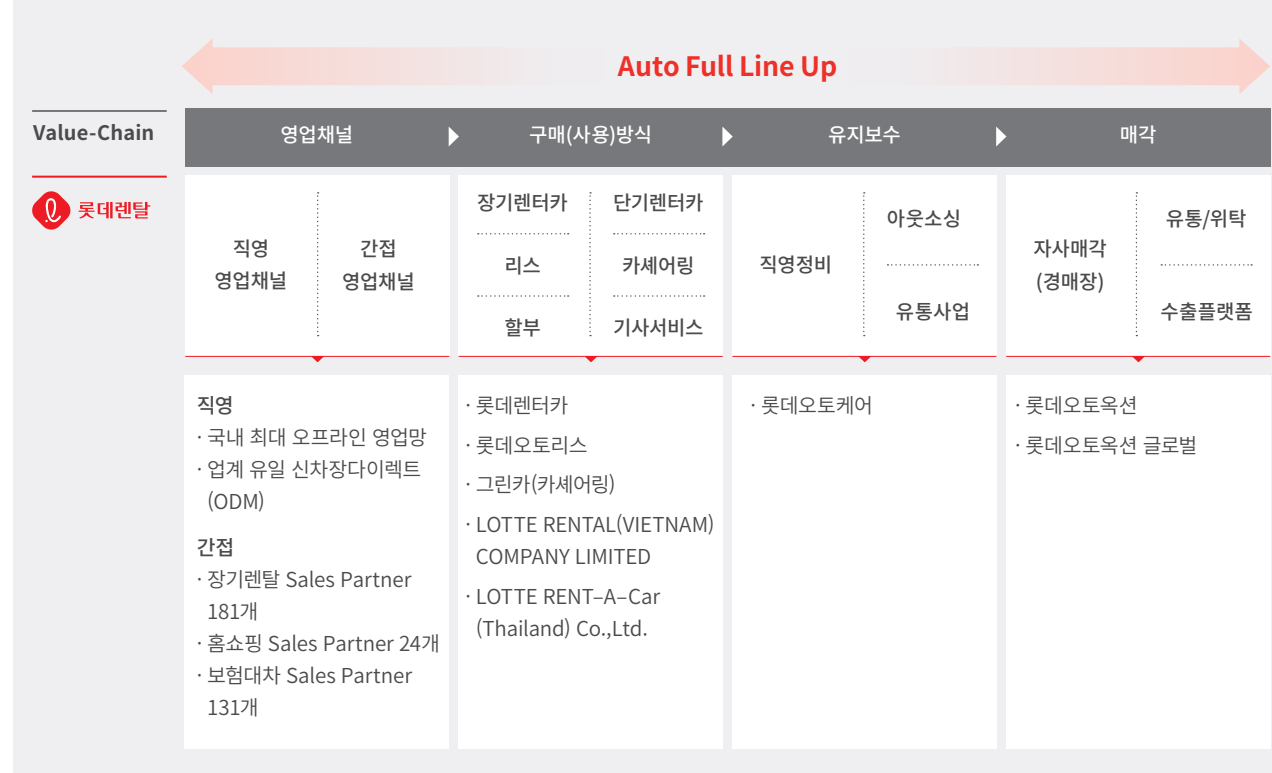 Auto Full Line Up
Value-Chain
영업채널
구매(사용)방식
유지보수
매각
롯데렌탈
직영
영업채널
간접
영업채널
장기렌터카
단기렌터카
리스
카셰어링
할부
기사서비스
직영정비
아웃소싱
유통사업
자사매각
(경매장)
유통/위탁
수출플랫폼
직영
· 국내 최대 오프라인 영업망
· 업계 유일 신차장다이렉트
(ODM)
간접
· 장기렌탈 Sales Partner
181개
· 홈쇼핑 Sales Partner 24개
· 보험대차 Sales Partner
131개
· 롯데렌터카
· 롯데오토리스
· 그린카(카셰어링)
· LOTTE RENTAL(VIETNAM)
COMPANY LIMITED
· LOTTE RENT–A–Car
(Thailand) Co.,Ltd.
· 롯데오토케어
· 롯데오토옥션
· 롯데오토옥션 글로벌